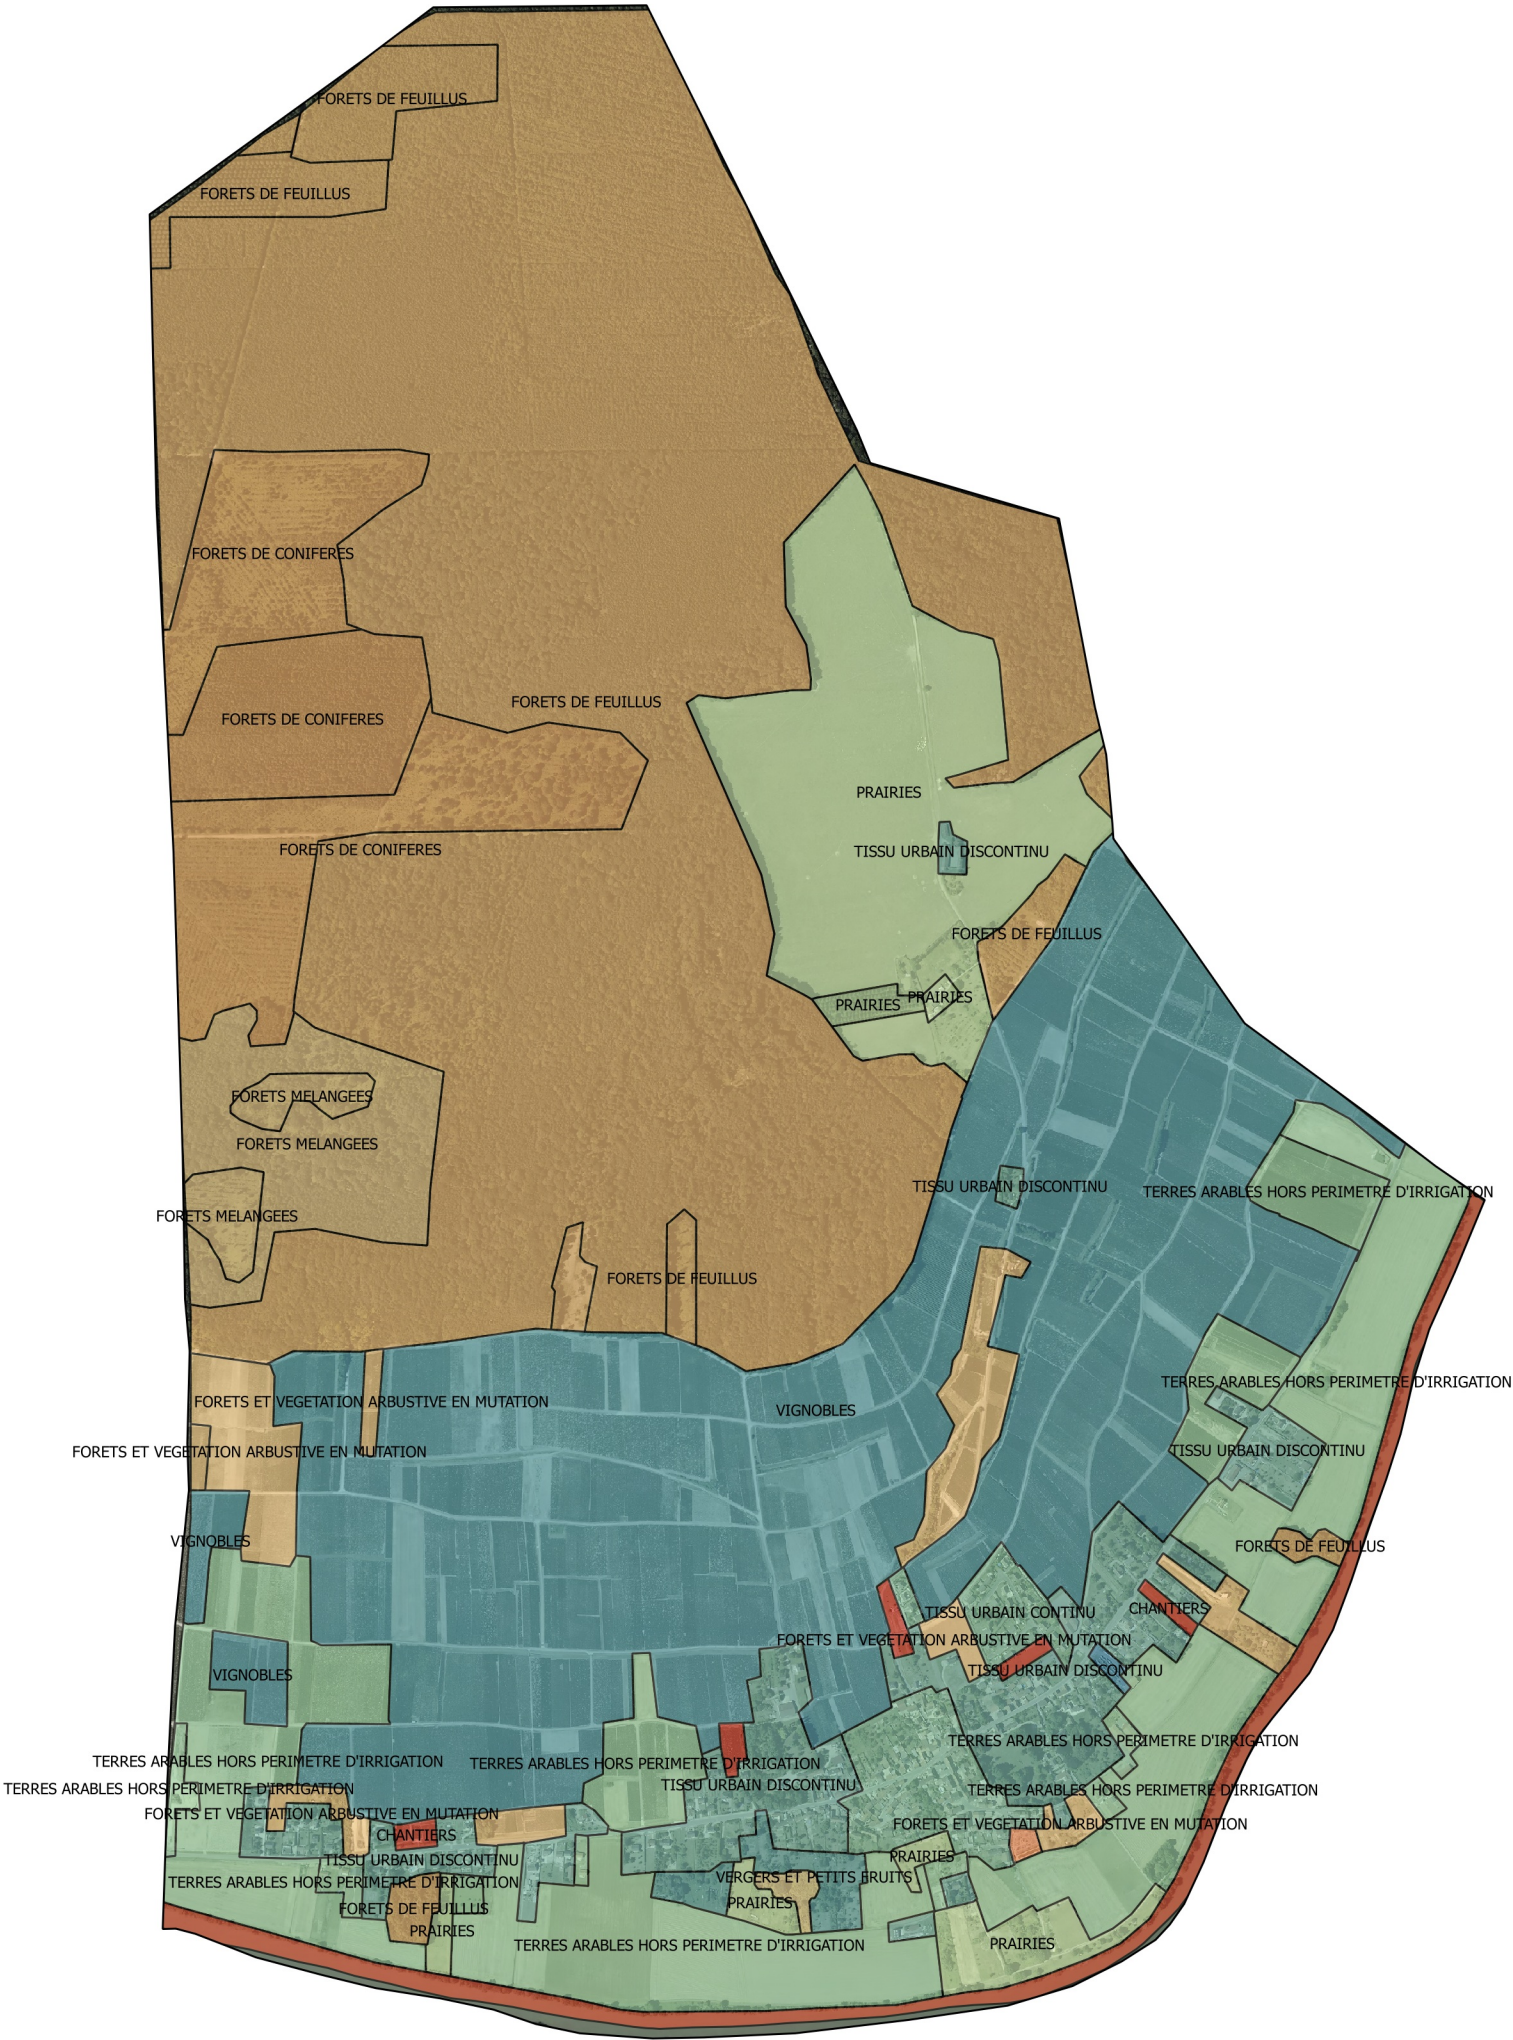 FORETS DE FEUILLUS
FORETS DE FEUILLUS
FORETS DE CONIFERES
FORETS DE FEUILLUS
FORETS DE CONIFERES
PRAIRIES
FORETS DE CONIFERES
TISSU URBAIN DISCONTINU
FORETS DE FEUILLUS
PRAIRIES
PRAIRIES
FORETS MELANGEES
FORETS MELANGEES
TISSU URBAIN DISCONTINU
TERRES ARABLES HORS PERIMETRE D'IRRIGATION
FORETS MELANGEES
FORETS DE FEUILLUS
TERRES ARABLES HORS PERIMETRE D'IRRIGATION
FORETS ET VEGETATION ARBUSTIVE EN MUTATION
VIGNOBLES
FORETS ET VEGETATION ARBUSTIVE EN MUTATION
TISSU URBAIN DISCONTINU
VIGNOBLES
FORETS DE FEUILLUS
CHANTIERS
TISSU URBAIN CONTINU
FORETS ET VEGETATION ARBUSTIVE EN MUTATION
TISSU URBAIN DISCONTINU
VIGNOBLES
TERRES ARABLES HORS PERIMETRE D'IRRIGATION
TERRES ARABLES HORS PERIMETRE D'IRRIGATION
TERRES ARABLES HORS PERIMETRE D'IRRIGATION
TISSU URBAIN DISCONTINU
TERRES ARABLES HORS PERIMETRE D'IRRIGATION
TERRES ARABLES HORS PERIMETRE D'IRRIGATION
FORETS ET VEGETATION ARBUSTIVE EN MUTATION
FORETS ET VEGETATION ARBUSTIVE EN MUTATION
CHANTIERS
PRAIRIES
TISSU URBAIN DISCONTINU
VERGERS ET PETITS FRUITS
TERRES ARABLES HORS PERIMETRE D'IRRIGATION
PRAIRIES
FORETS DE FEUILLUS
PRAIRIES
TERRES ARABLES HORS PERIMETRE D'IRRIGATION
PRAIRIES